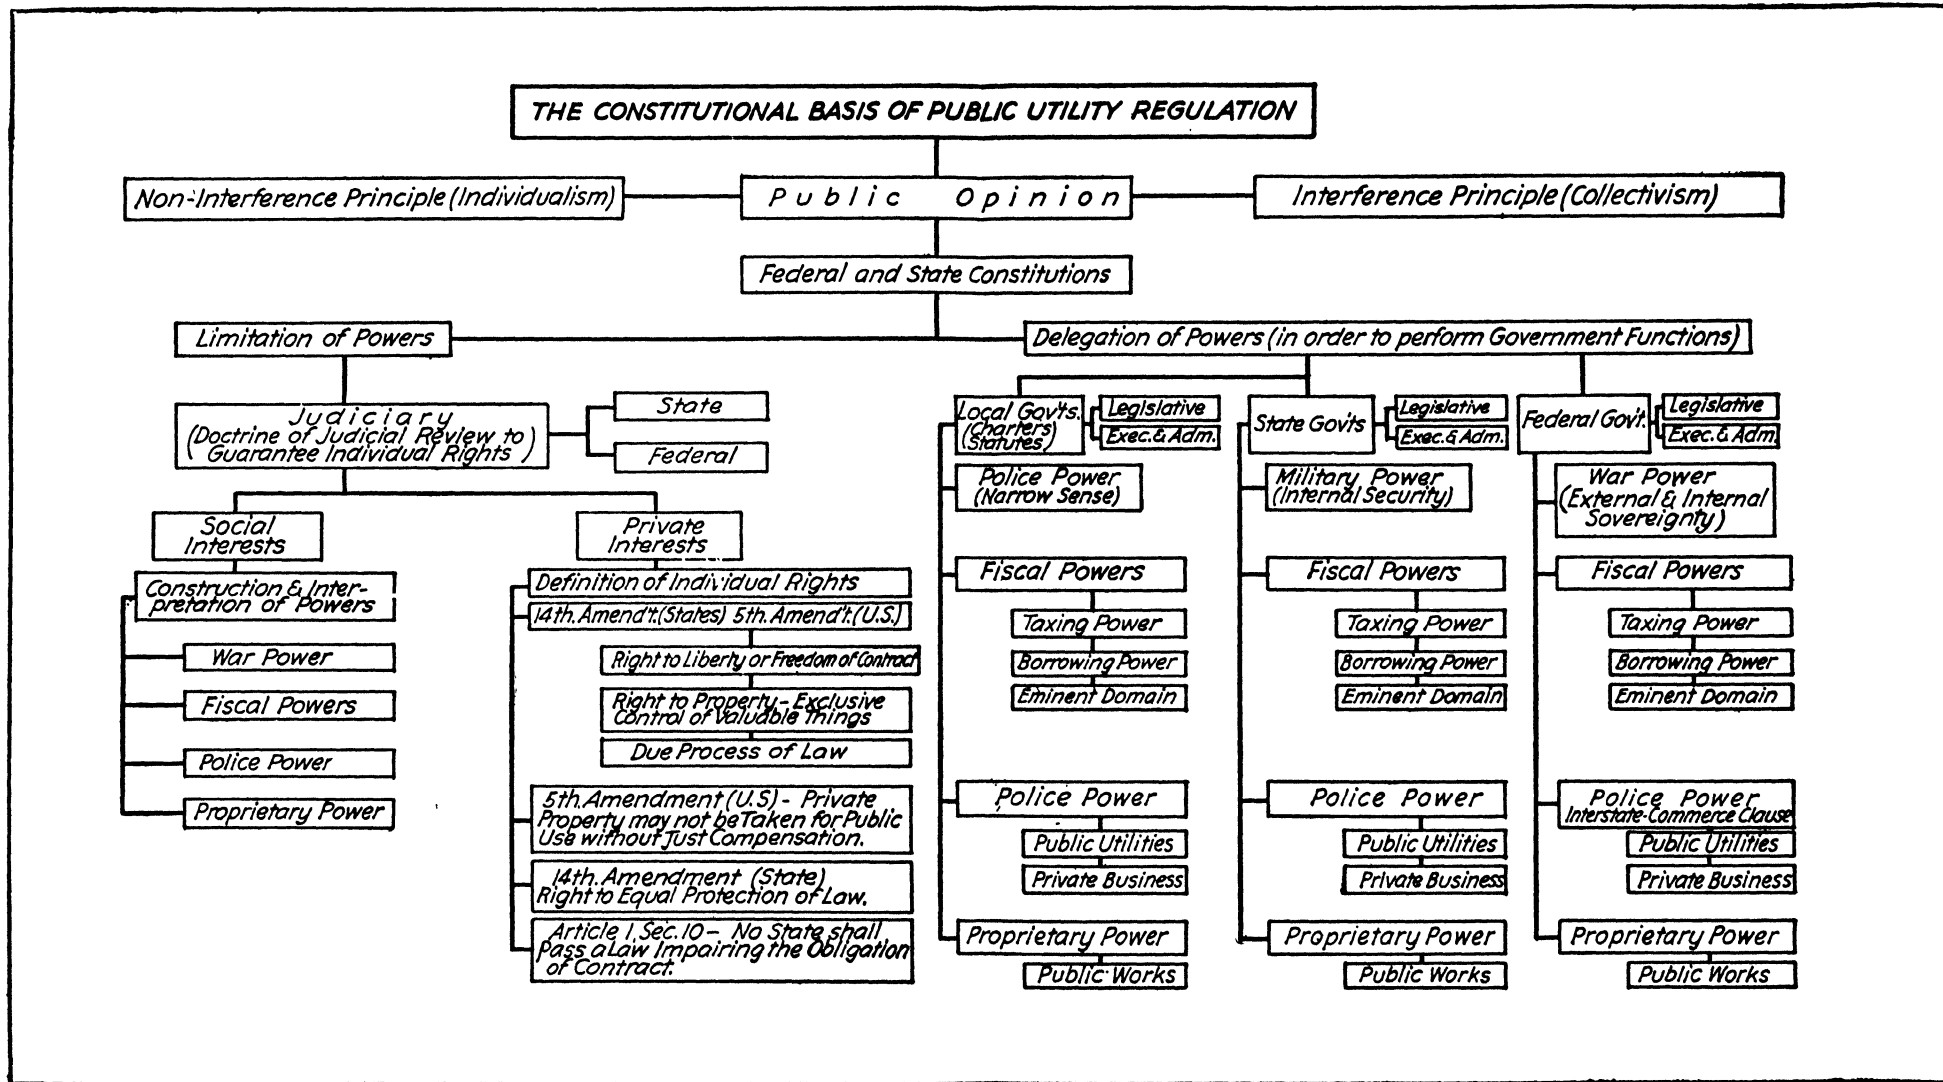 THE CONSTITUTIONAL BASIS OF PUBLIC UTILITY REGULATION
Non-Interference Principle (Individualism)
Public Opinion
Interference Principle (Collectivism)
Federal and State Constitutions
Limitation of Powers
Delegation of Powers (in order to perform Government Functions)
Judiciary
(Doctrine of Judicial Review to
Guarantee Individual Rights)
State
Federal
Social
Interests
Construction & Inter-
pretation of Powers
War Power
Fiscal Powers
Police Power
Proprietary Power
Private
Interests
Definition of Individual Rights
14th. Amend't. (States) 5th. Amend't. (U.S.)
Right to Liberty or Freedom of Contract
Right to Property - Exclusive
Control of Valuable Things
Due Process of Law
5th. Amendment (U.S) - Private
Property may not be Taken for Public
Use without Just Compensation.
14th. Amendment (State)
Right to Equal Protection of Law.
Article 1, Sec. 10 - No State shall
Pass a Law Impairing the Obligation
of Contract.
Local Gov'ts.
(Charters)
(Statutes)
Legislative
Exec. & Adm.
Police Power
(Narrow Sense)
Fiscal Powers
Taxing Power
Borrowing Power
Eminent Domain
Police Power
Public Utilities
Private Business
Proprietary Power
Public Works
State Gov'ts
Legislative
Exec. & Adm.
Military Power
(Internal Security)
Fiscal Powers
Taxing Power
Borrowing Power
Eminent Domain
Police Power
Public Utilities
Private Business
Proprietary Power
Public Works
Federal Gov't.
Legislative
Exec. & Adm.
War Power
(External & Internal
Sovereignty)
Fiscal Powers
Taxing Power
Borrowing Power
Eminent Domain
Police Power
Interstate-Commerce Clause
Public Utilities
Private Business
Proprietary Power
Public Works